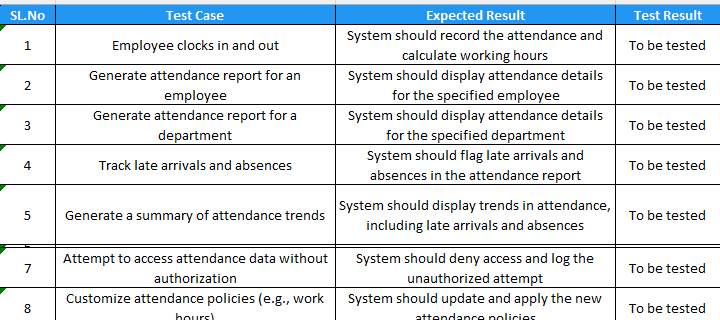 SL.No Test Case Expected Result Test Result
1 Employee clocks in and out System should record the attendance and calculate working hours To be tested
2 Generate attendance report for an employee System should display attendance details for the specified employee To be tested
3 Generate attendance report for a department System should display attendance details for the specified department To be tested
4 Track late arrivals and absences System should flag late arrivals and absences in the attendance report To be tested
5 Generate a summary of attendance trends System should display trends in attendance, including late arrivals and absences To be tested
7 Attempt to access attendance data without authorization System should deny access and log the unauthorized attempt To be tested
8 Customize attendance policies (e.g., work hours) System should update and apply the new attendance policies To be tested